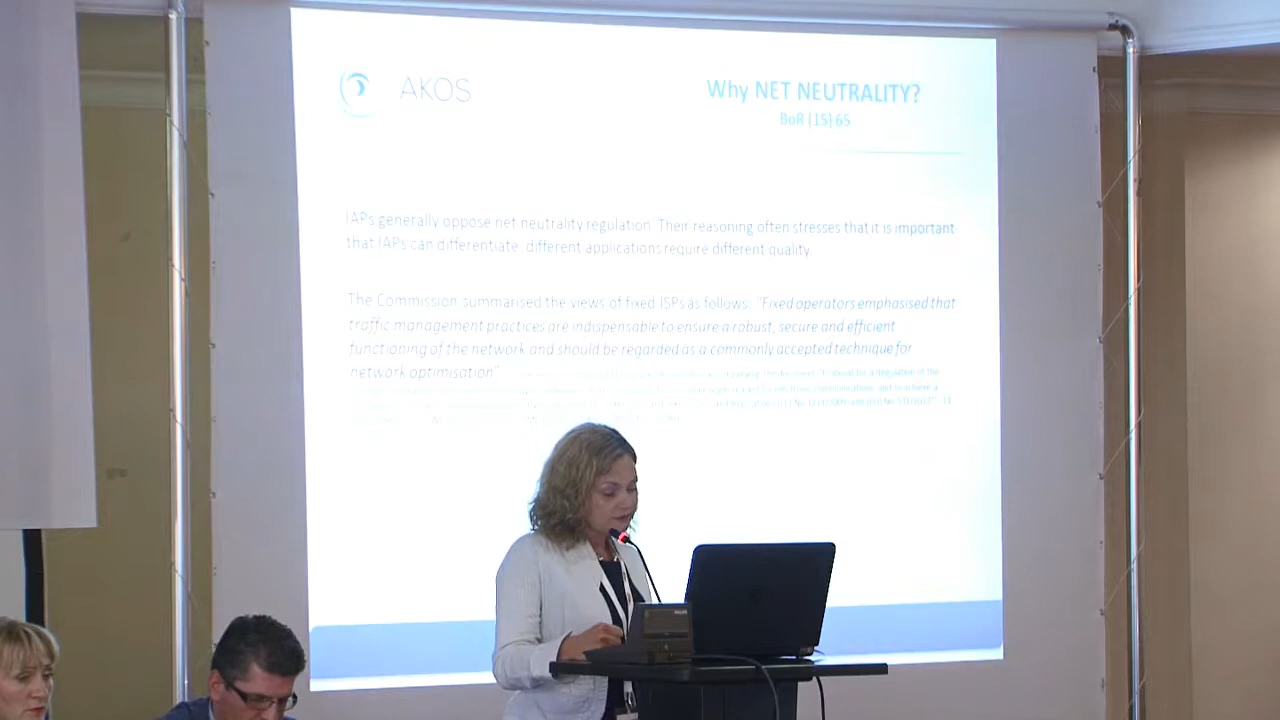 AKOS
Why NET NEUTRALITY?
BoR (15) 65
IAPs generally oppose net neutrality regulation. Their reasoning often stresses that it is important
that IAPs can differentiate: different applications require different quality.
The Commission summarised the views of fixed ISPs as follows: "Fixed operators emphasised that
traffic management practices are indispensable to ensure a robust, secure and efficient
functioning of the network and should be regarded as a commonly accepted technique for
network optimisation"